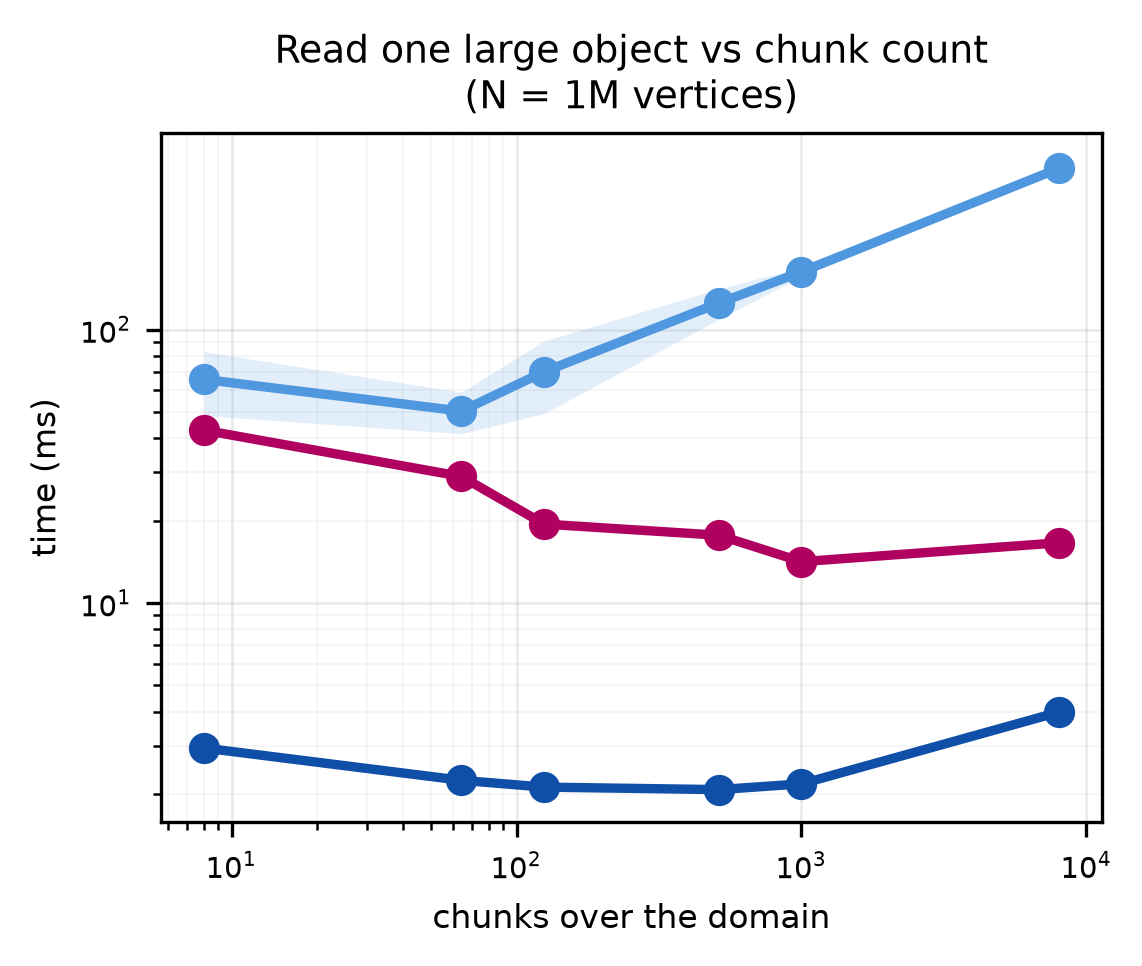 Read one large object vs chunk count
(N = 1M vertices)
time (ms)
10²
10¹
10¹ 10² 10³ 10⁴
chunks over the domain